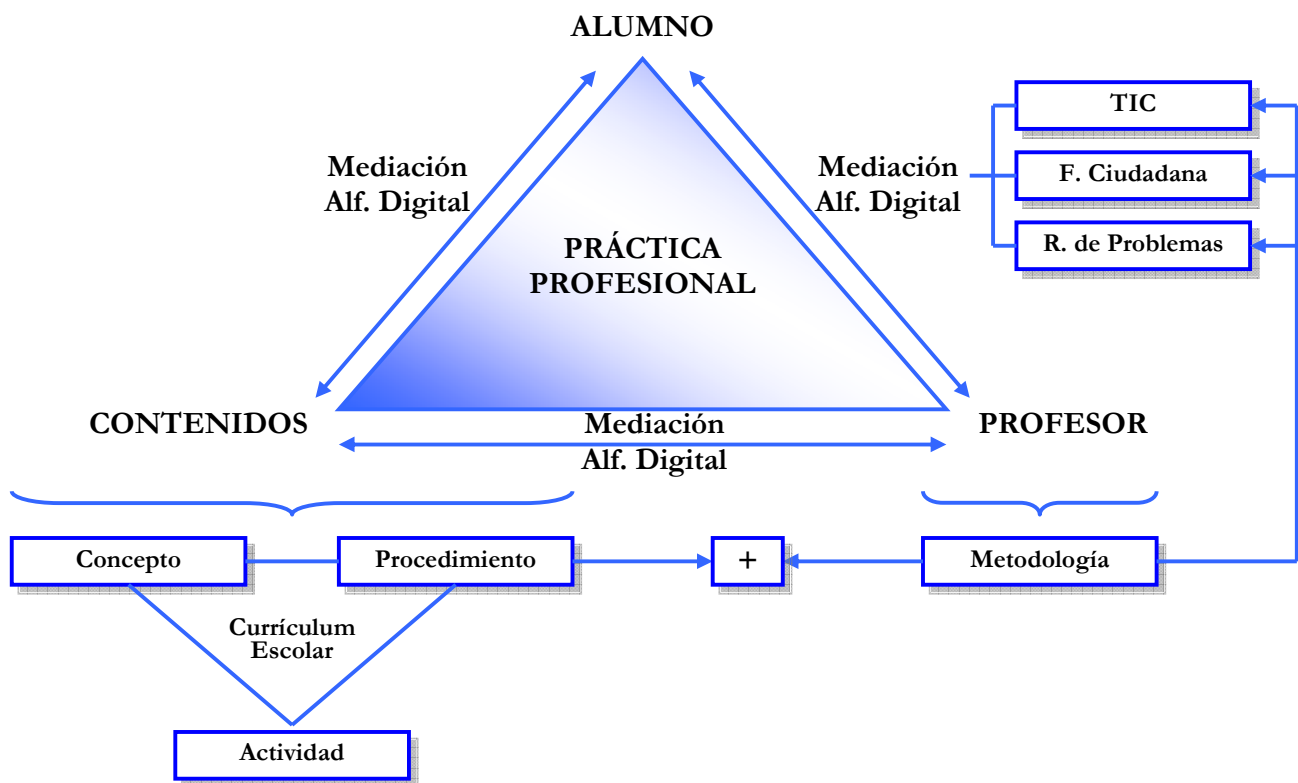 ALUMNO
TIC
Mediación
Alf. Digital
Mediación
Alf. Digital
F. Ciudadana
R. de Problemas
PRÁCTICA
PROFESIONAL
CONTENIDOS
Mediación
Alf. Digital
PROFESOR
Concepto
Procedimiento
+
Metodología
Currículum
Escolar
Actividad